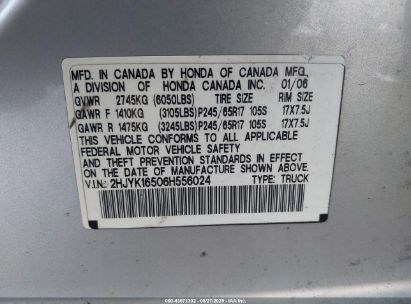 MFD. IN CANADA BY HONDA OF CANADA MFG.,
A DIVISION OF HONDA CANADA INC. 01/06
GVWR 2745KG (6050LBS) TIRE SIZE RIM SIZE
GAWR F 1410KG (3105LBS)P245/65R17 105S 17X7.5J
GAWR R 1475KG (3245LBS)P245/65R17 105S 17X7.5J
THIS VEHICLE CONFORMS TO ALL APPLICABLE
FEDERAL MOTOR VEHICLE SAFETY
AND THEFT PREVENTION STANDARDS IN EFFECT
ON THE DATE OF MANUFACTURE SHOWN ABOVE.
V.I.N.: 2HJYK16506H556024 TYPE: TRUCK